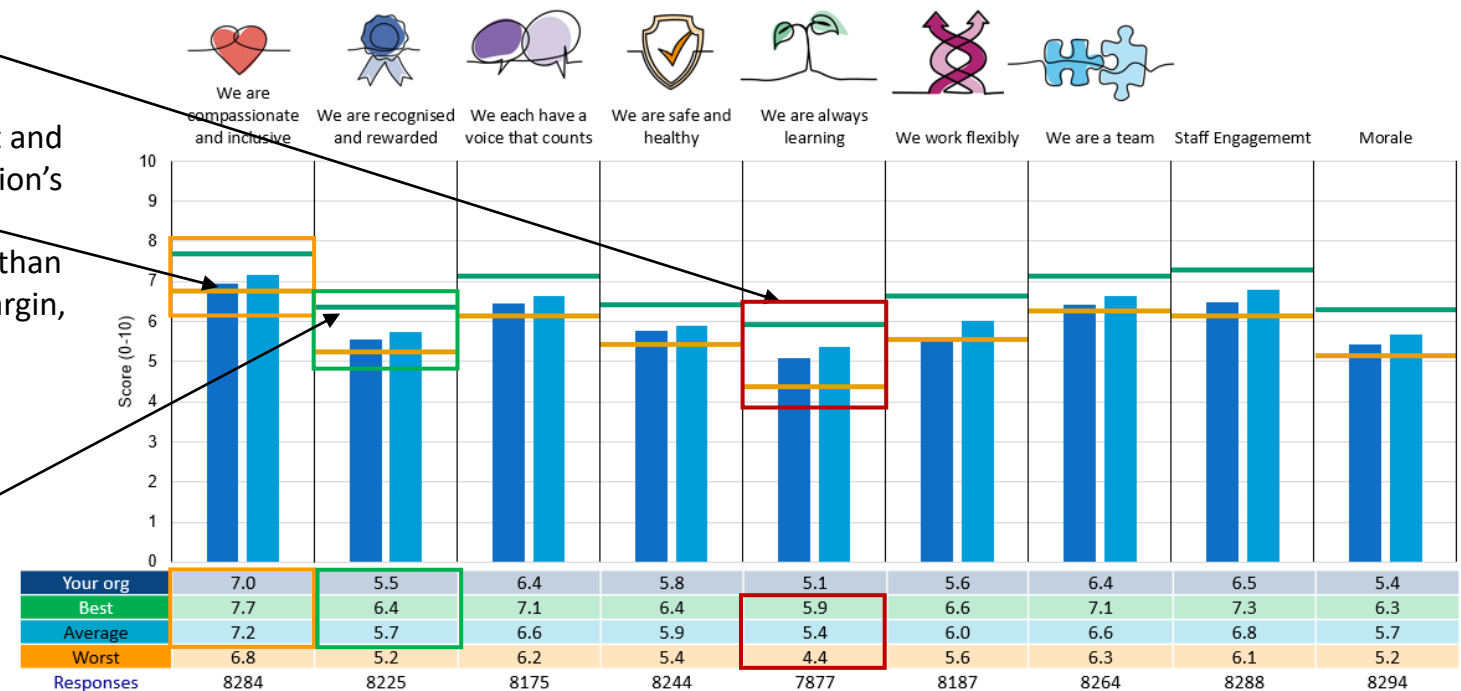 We are
compassionate
and inclusive
We are recognised
and rewarded
We each have a
voice that counts
We are safe and
healthy
We are always
learning
We work flexibly
We are a team
Staff Engagememt
Morale
and
ion's
than
argin,
Score (0-10)
10
9
8
7
6
5
4
3
2
1
0
Your org 7.0 5.5 6.4 5.8 5.1 5.6 6.4 6.5 5.4
Best 7.7 6.4 7.1 6.4 5.9 6.6 7.1 7.3 6.3
Average 7.2 5.7 6.6 5.9 5.4 6.0 6.6 6.8 5.7
Worst 6.8 5.2 6.2 5.4 4.4 5.6 6.3 6.1 5.2
Responses 8284 8225 8175 8244 7877 8187 8264 8288 8294